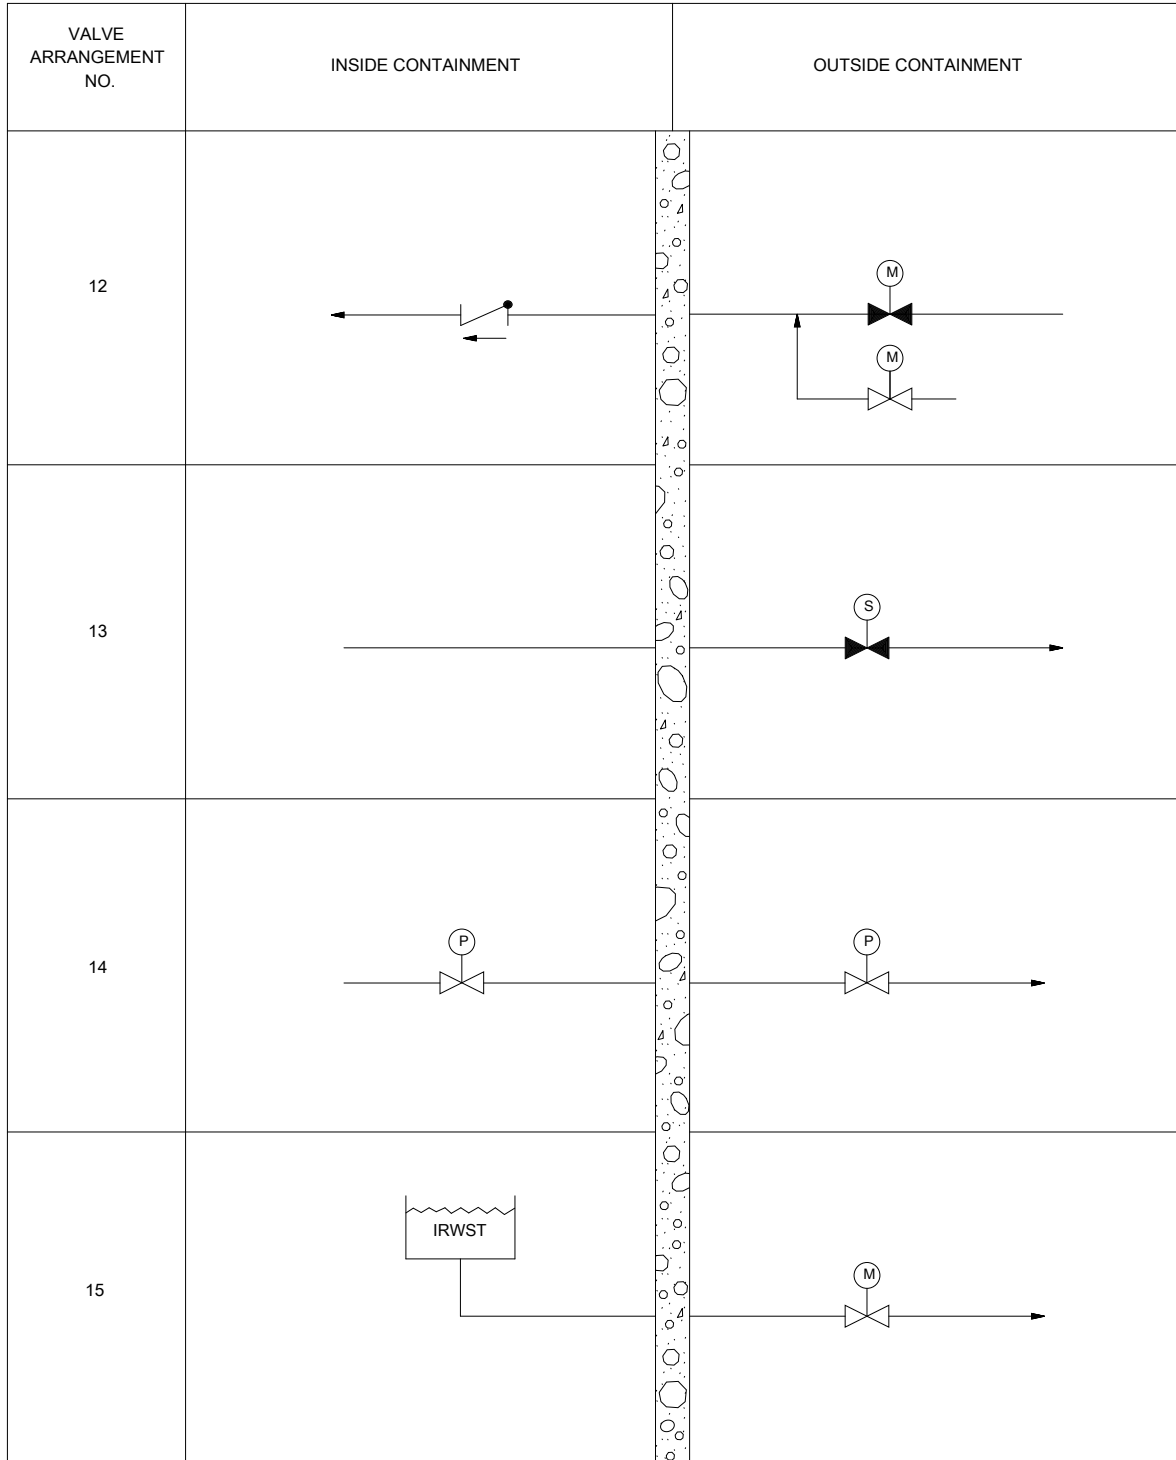 VALVE
ARRANGEMENT
NO.
INSIDE CONTAINMENT
OUTSIDE CONTAINMENT
12
M
M
13
S
14
P
P
15
IRWST
M